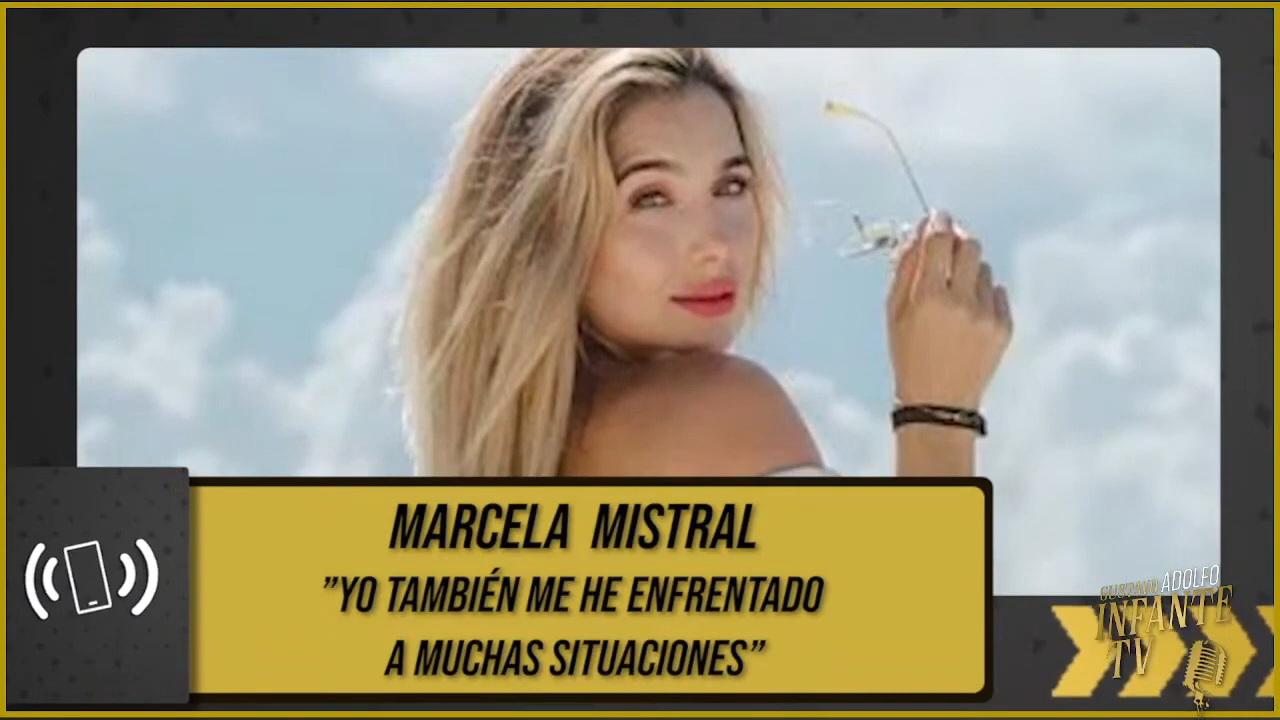 MARCELA MISTRAL
"YO TAMBIÉN ME HE ENFRENTADO
A MUCHAS SITUACIONES"
GUSTAVO ADOLFO
INFANTE
TV